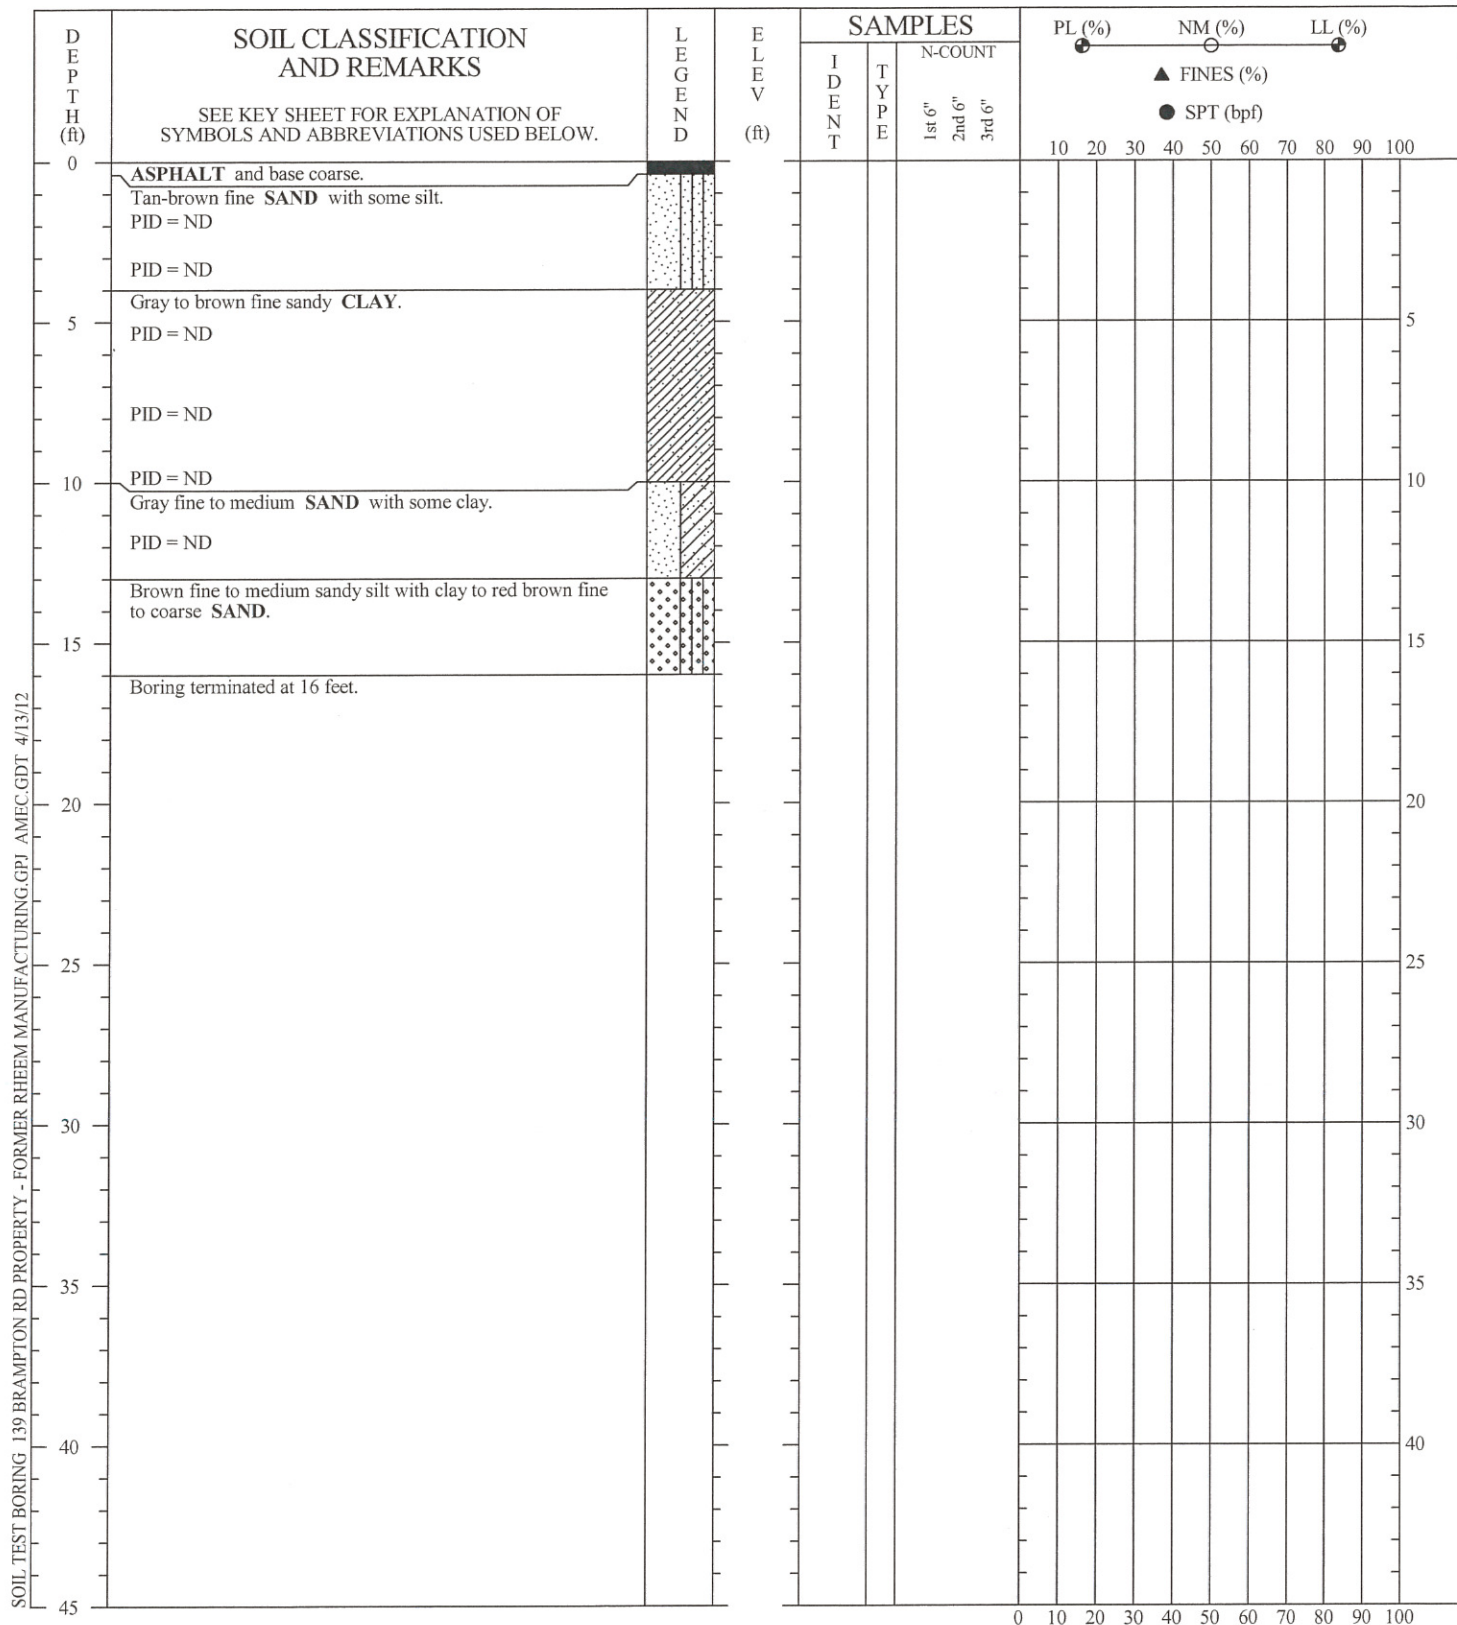 DEPTH (ft)
SOIL CLASSIFICATION
AND REMARKS
SEE KEY SHEET FOR EXPLANATION OF
SYMBOLS AND ABBREVIATIONS USED BELOW.
LEGEND
ELEV (ft)
SAMPLES
IDENT
TYPE
N-COUNT
1st 6"
2nd 6"
3rd 6"
PL (%) NM (%) LL (%)
▲ FINES (%)
● SPT (bpf)
10 20 30 40 50 60 70 80 90 100
0
ASPHALT and base coarse.
Tan-brown fine SAND with some silt.
PID = ND
PID = ND
Gray to brown fine sandy CLAY.
5 5
PID = ND
PID = ND
PID = ND
10 10
Gray fine to medium SAND with some clay.
PID = ND
Brown fine to medium sandy silt with clay to red brown fine
to coarse SAND.
15 15
Boring terminated at 16 feet.
20 20
25 25
30 30
35 35
40 40
45
0 10 20 30 40 50 60 70 80 90 100
SOIL TEST BORING 139 BRAMPTON RD PROPERTY - FORMER RHEEM MANUFACTURING.GPJ AMEC.GDT 4/13/12